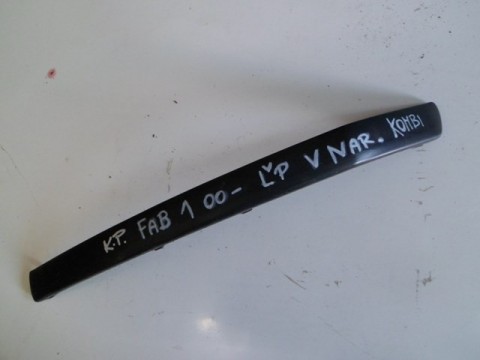 K.P. FAB 1 00- ĽP V NAR. KOMBI